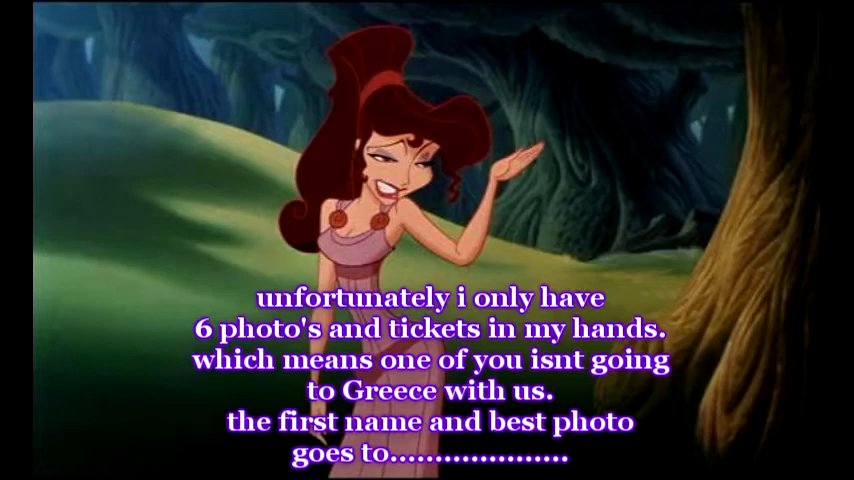 unfortunately i only have
6 photo's and tickets in my hands.
which means one of you isnt going
to Greece with us.
the first name and best photo
goes to....................